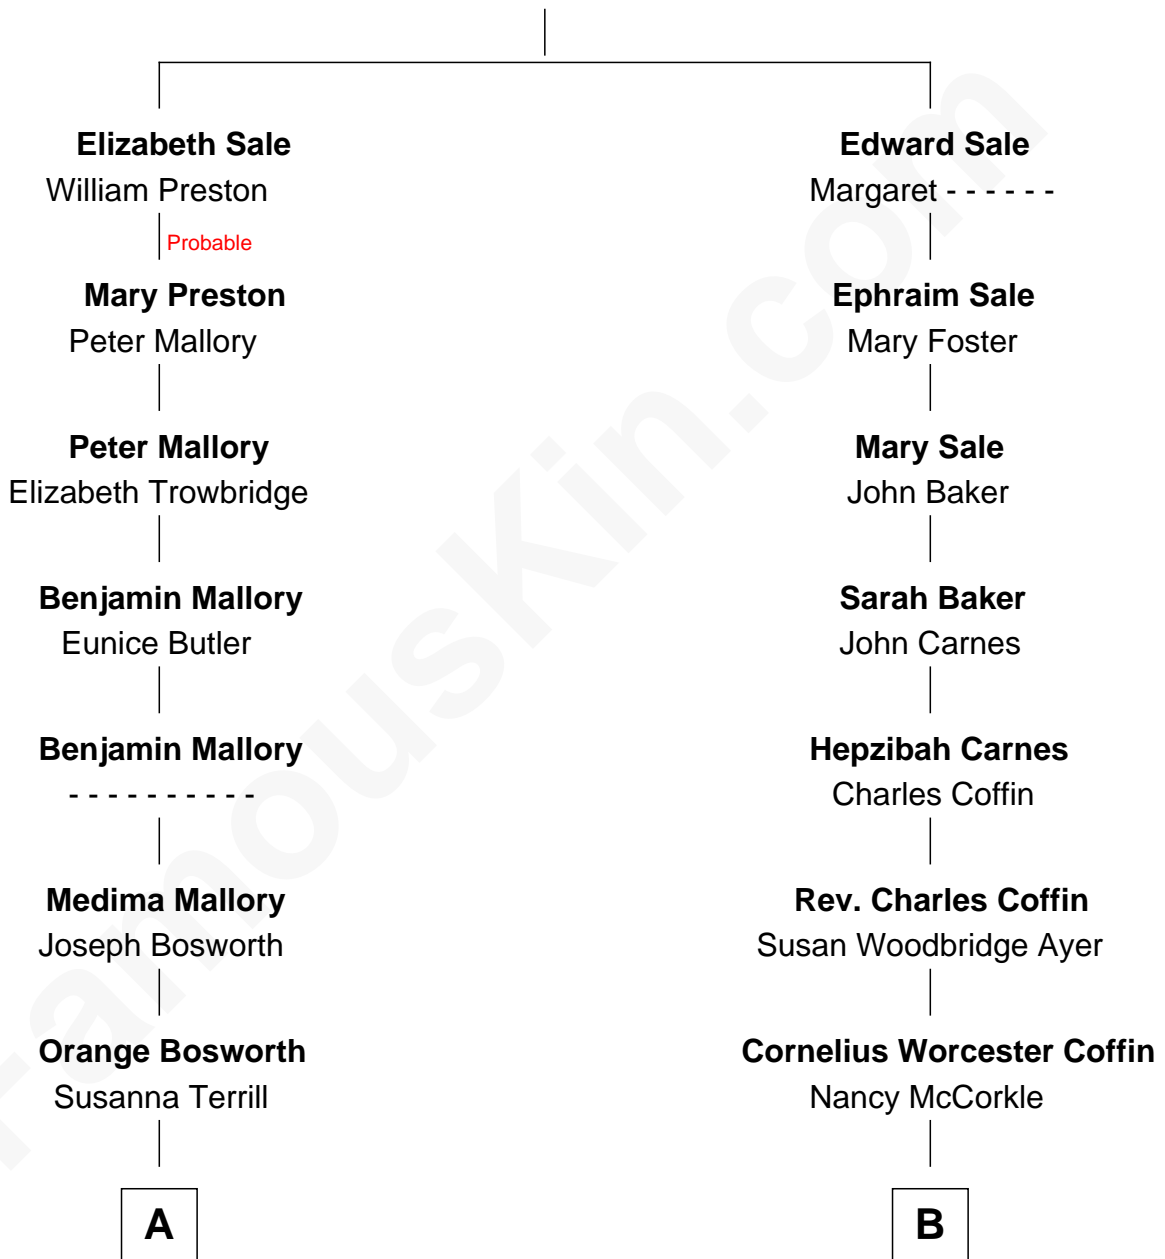 Elizabeth Sale
William Preston
Probable
Mary Preston
Peter Mallory
Peter Mallory
Elizabeth Trowbridge
Benjamin Mallory
Eunice Butler
Benjamin Mallory
- - - - - - - - - -
Medima Mallory
Joseph Bosworth
Orange Bosworth
Susanna Terrill
A
Edward Sale
Margaret - - - - - -
Ephraim Sale
Mary Foster
Mary Sale
John Baker
Sarah Baker
John Carnes
Hepzibah Carnes
Charles Coffin
Rev. Charles Coffin
Susan Woodbridge Ayer
Cornelius Worcester Coffin
Nancy McCorkle
B
FamousKin.com